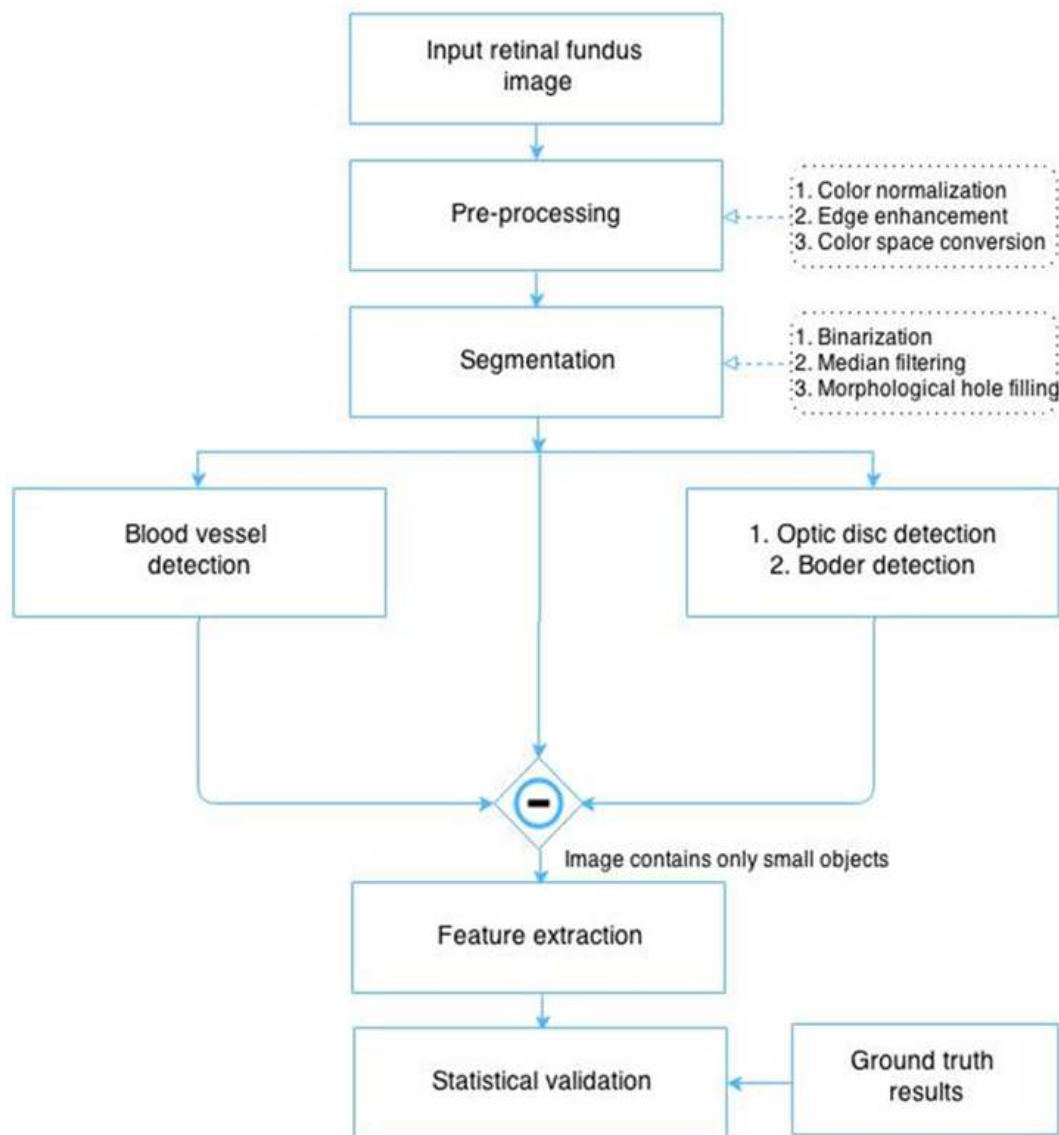 Input retinal fundus
image
Pre-processing
1. Color normalization
2. Edge enhancement
3. Color space conversion
Segmentation
1. Binarization
2. Median filtering
3. Morphological hole filling
Blood vessel
detection
1. Optic disc detection
2. Boder detection
Image contains only small objects
Feature extraction
Statistical validation
Ground truth
results